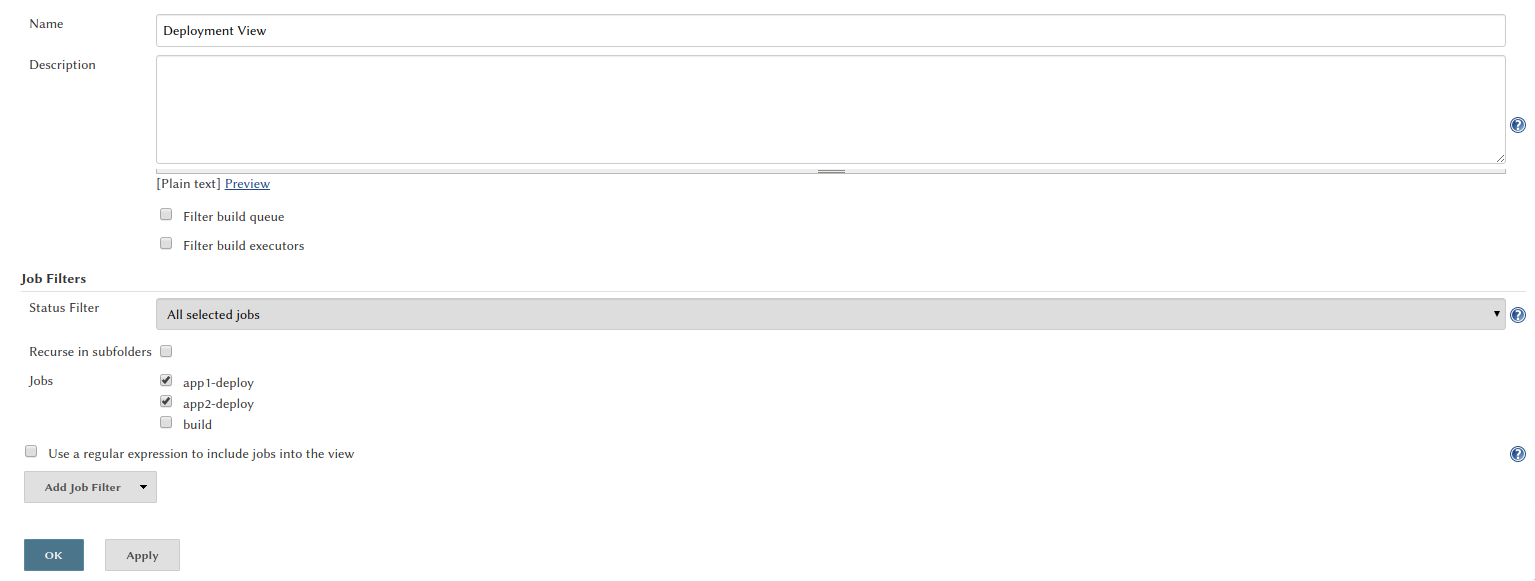 Name
Deployment View
Description
[Plain text] Preview
Filter build queue
Filter build executors
Job Filters
Status Filter
All selected jobs
Recurse in subfolders
Jobs
app1-deploy
app2-deploy
build
Use a regular expression to include jobs into the view
Add Job Filter
OK Apply